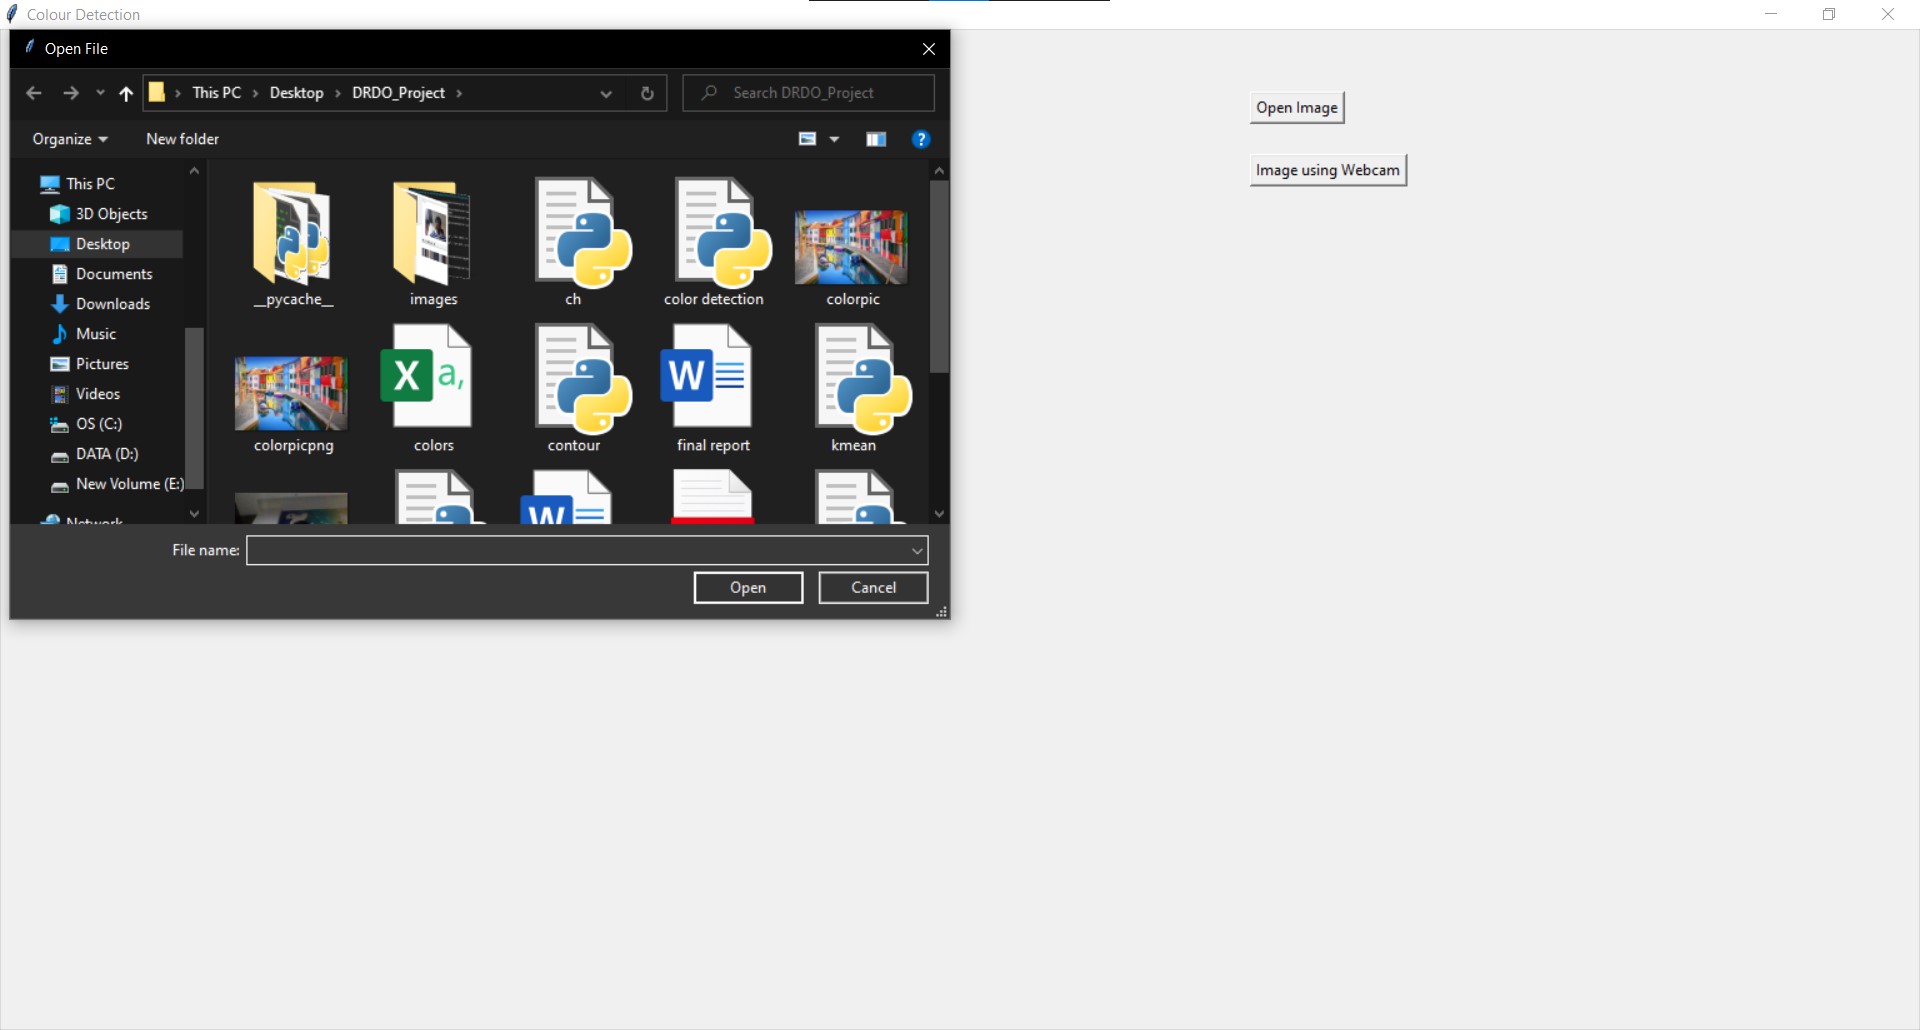 Colour Detection
Open File
This PC Desktop DRDO_Project
Search DRDO_Project
Organize New folder
?
This PC
3D Objects
Desktop
Documents
Downloads
Music
Pictures
Videos
OS (C:)
DATA (D:)
New Volume (E:)
Network
__pycache__ images ch color detection colorpic
X a,
W
colorpicpng colors contour final report kmean
W
File name:
Open Cancel
Open Image
Image using Webcam